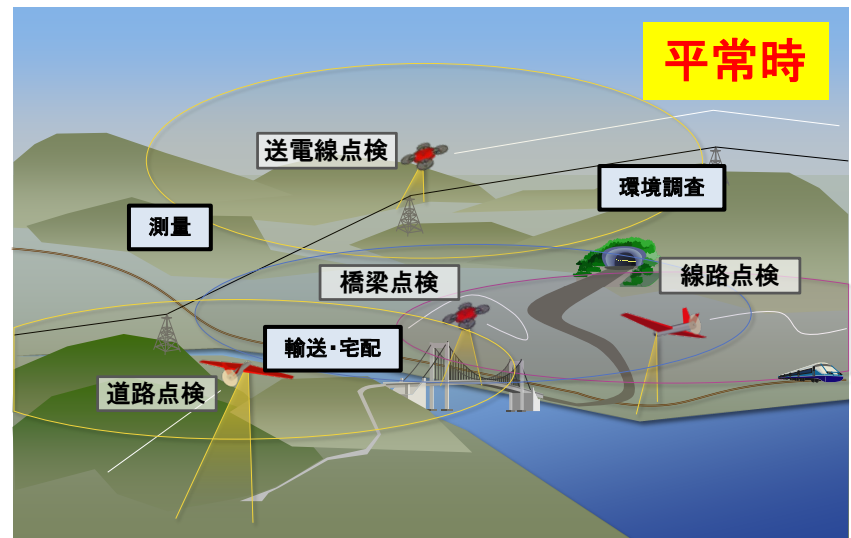 平常時
送電線点検
環境調査
測量
橋梁点検
線路点検
輸送・宅配
道路点検